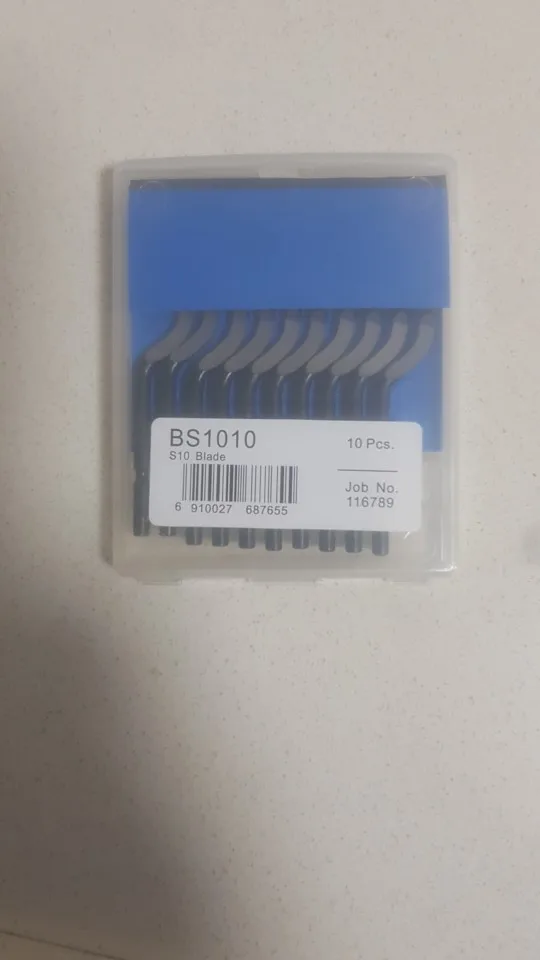 BS1010
10 Pcs.
S10 Blade
Job No.
6 910027 687655
116789